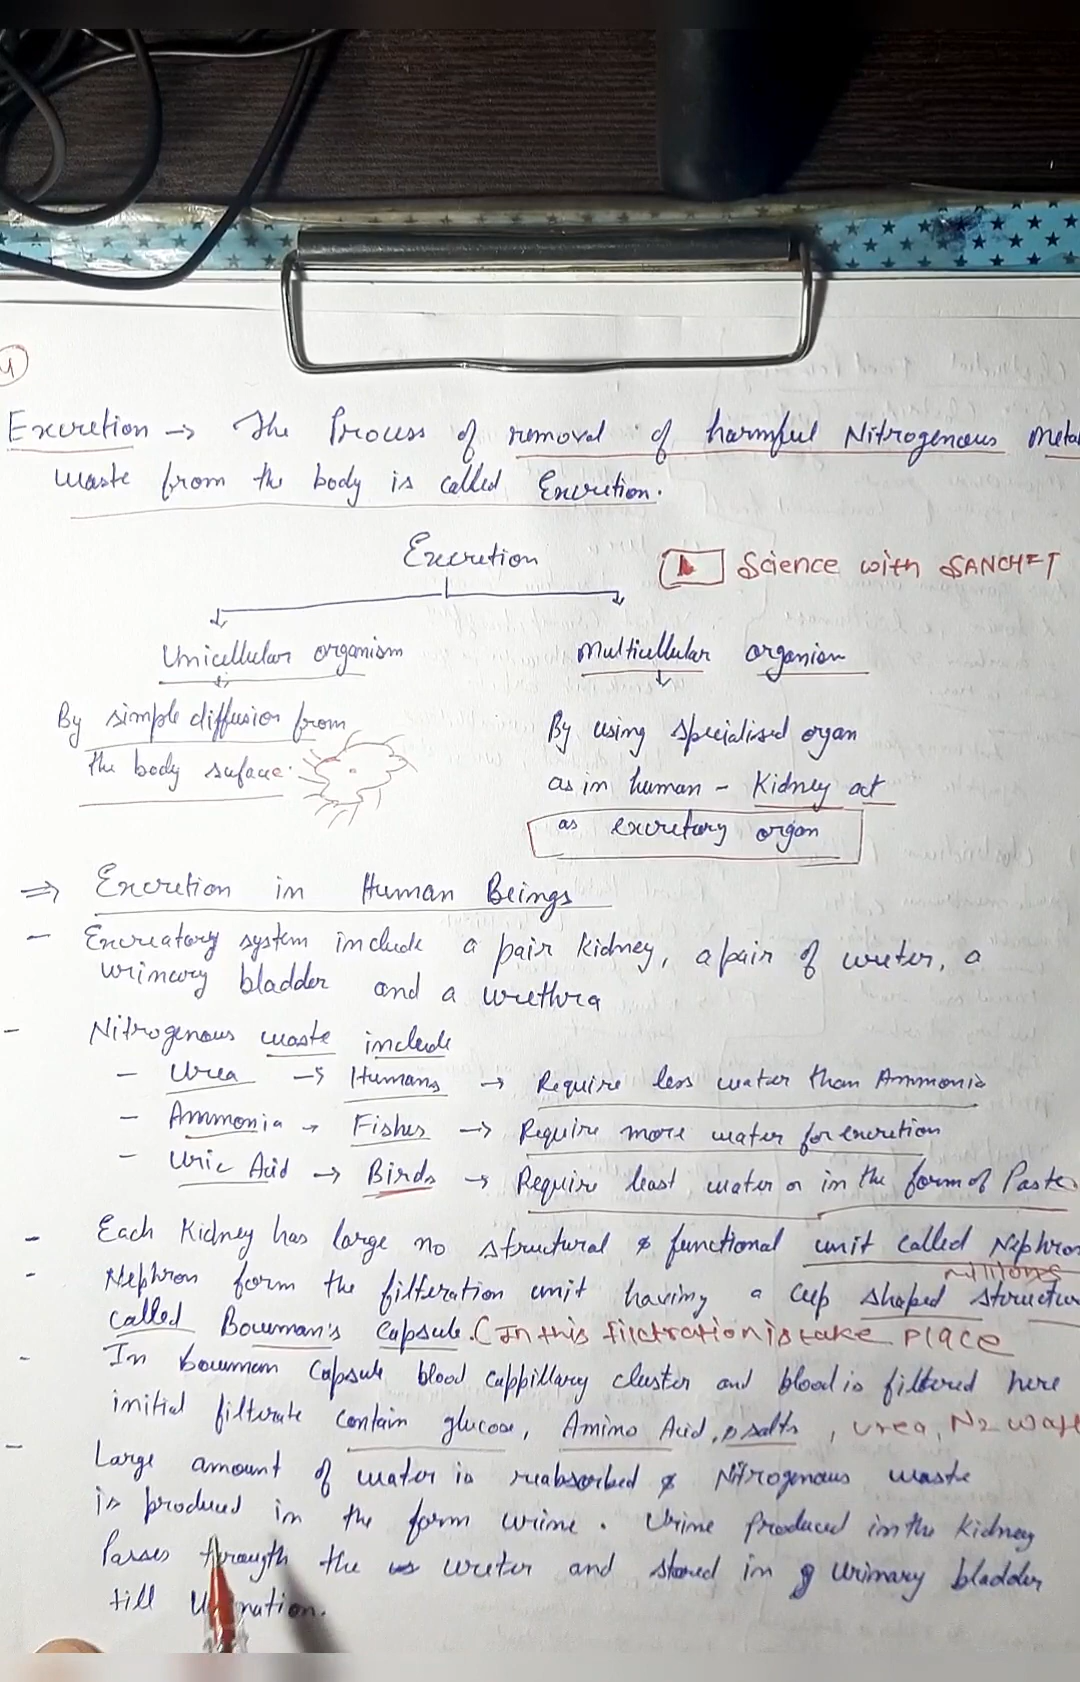 4
Excretion → The Process of removal of harmful Nitrogenous
waste from the body is called Excretion.
Excretion
Science with SANCHET
Unicellular organism
Multicellular organism
By simple diffusion from
the body suface.
By using specialised organ
as in human - Kidney act
as excretory organ
⇒ Excretion in Human Beings
- Excreatory system include a pair kidney, a pair of ureter, a
urinary bladder and a urethra
- Nitrogenous waste include
- Urea → Humans → Require less water than Ammonia
- Ammonia → Fishes → Require more water for excretion
- Uric Acid → Birds → Require least water or in the form of Paste
- Each Kidney has large no structural & functional unit called Nephron
millions
- Nephron form the filteration unit having a cup shaped structur
called Bowman's Capsule. (In this filctration is take place
- In bowman Capsule blood cappillary cluster and blood is filtered here
initial filterate contain glucose, Amino Acid, salts, urea, N2 wast
- Large amount of water is reabsorbed & Nitrogenous waste
is produced in the form urine. Urine produced in the kidney
Passes through the ureter and stored in urinary bladder
till nation.